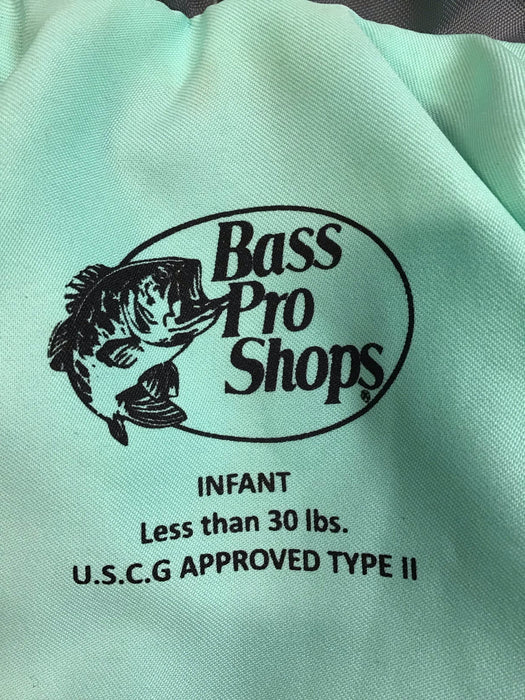 Bass
Pro
Shops®
INFANT
Less than 30 lbs.
U.S.C.G APPROVED TYPE II